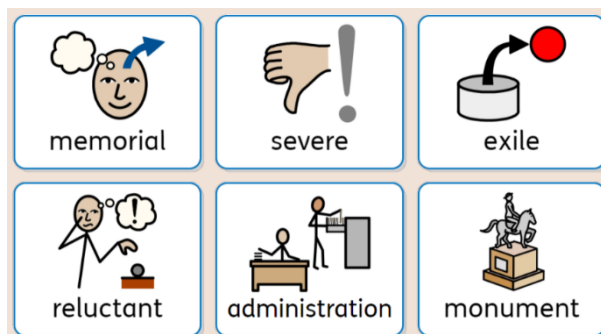 memorial
severe
exile
reluctant
administration
monument